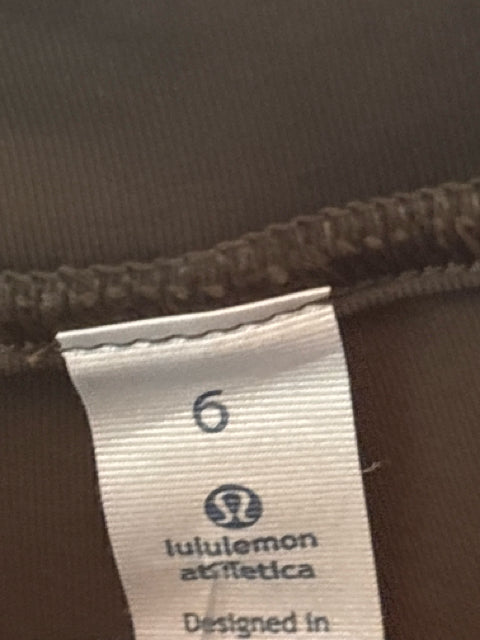 6
lululemon
athletica
Designed in